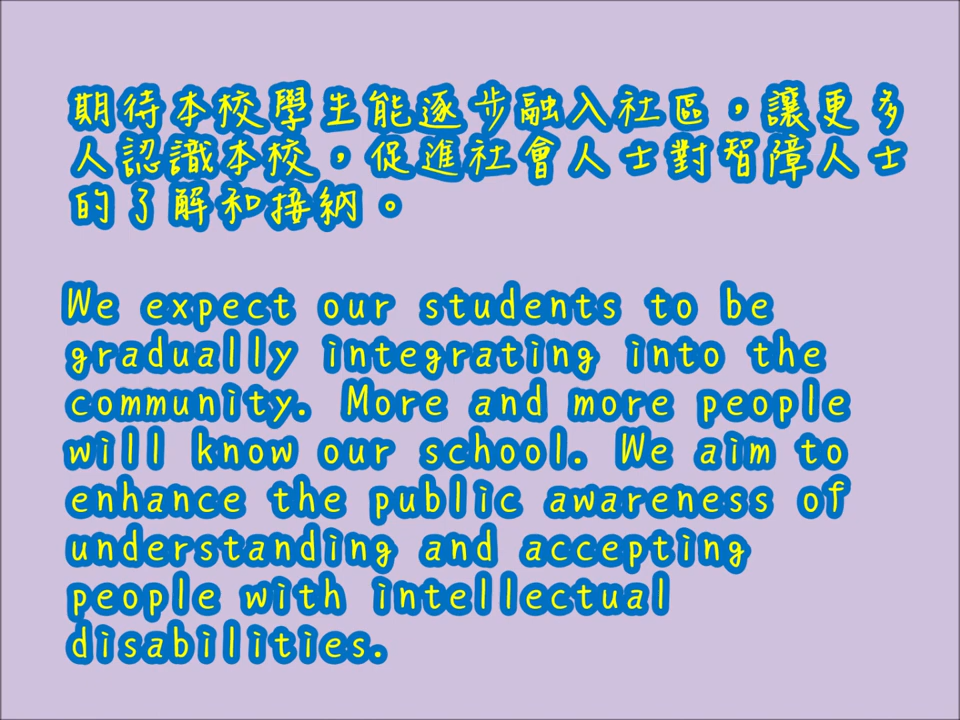 期待本校學生能逐步融入社區，讓更多
人認識本校，促進社會人士對智障人士
的了解和接納。
We expect our students to be
gradually integrating into the
community. More and more people
will know our school. We aim to
enhance the public awareness of
understanding and accepting
people with intellectual
disabilities.